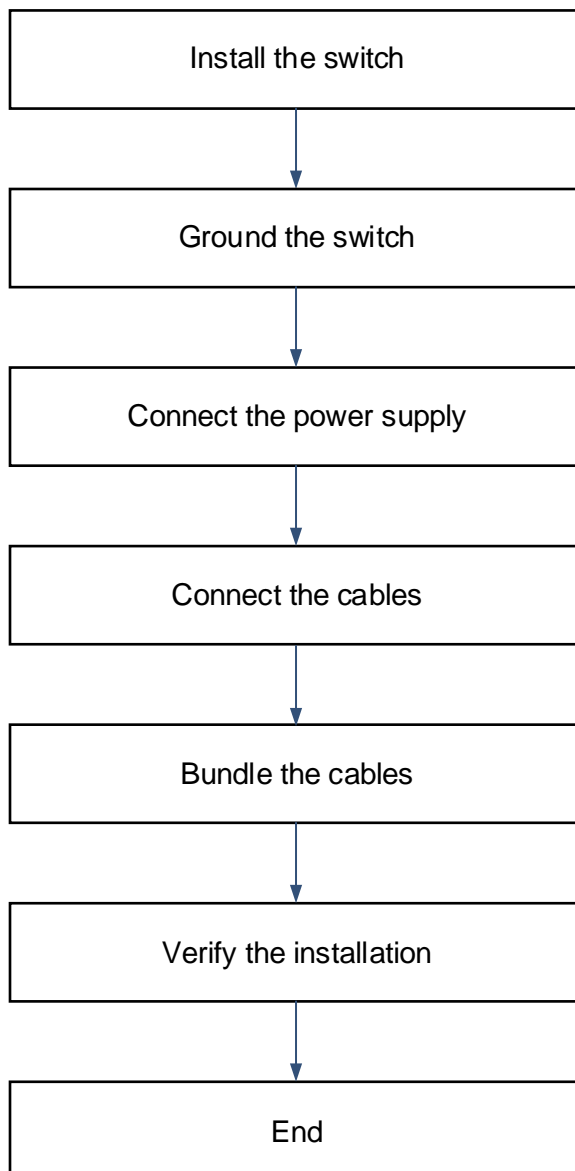 Install the switch
Ground the switch
Connect the power supply
Connect the cables
Bundle the cables
Verify the installation
End